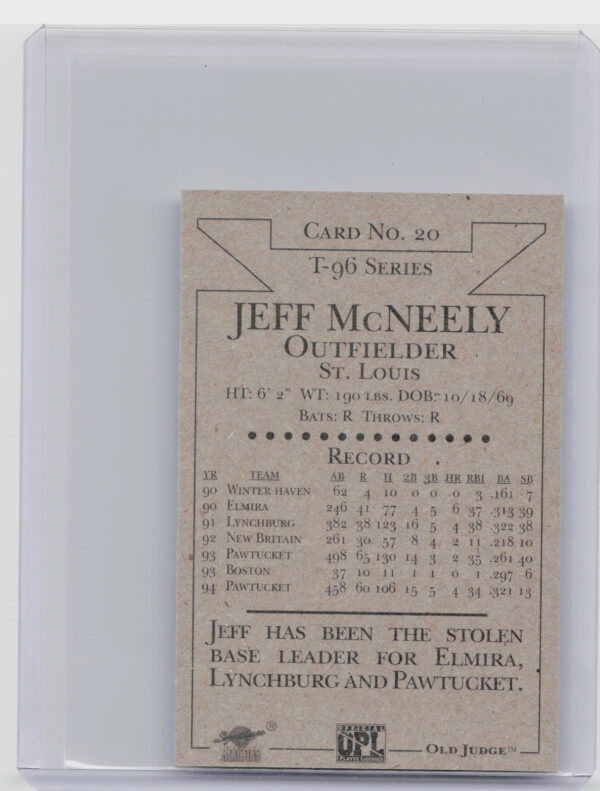 CARD NO. 20
T-96 SERIES
JEFF MCNEELY
OUTFIELDER
ST. LOUIS
HT: 6' 2" WT: 190 LBS. DOB: 10/18/69
BATS: R THROWS: R
RECORD
YR TEAM AB R H 2B 3B HR RBI BA SB
90 WINTER HAVEN 62 4 10 0 0 0 3 .161 7
90 ELMIRA 246 41 77 4 5 6 37 .313 39
91 LYNCHBURG 382 38 123 16 5 4 38 .322 38
92 NEW BRITAIN 261 30 57 8 4 2 11 .218 10
93 PAWTUCKET 498 65 130 14 3 2 35 .261 40
93 BOSTON 37 10 11 1 1 0 1 .297 6
94 PAWTUCKET 458 60 106 15 5 4 34 .321 13
JEFF HAS BEEN THE STOLEN
BASE LEADER FOR ELMIRA,
LYNCHBURG AND PAWTUCKET.
®
OFFICIAL
UPL
PLAYER LICENSEE
OLD JUDGE™